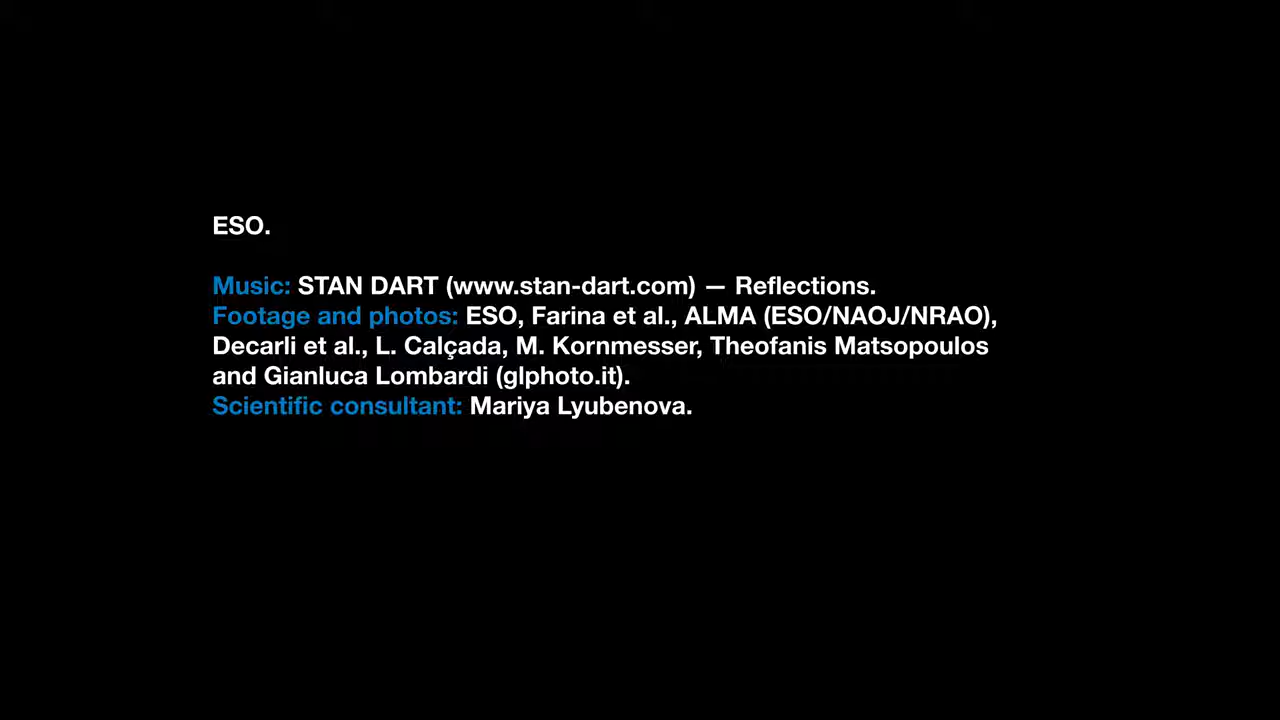 ESO.
Music: STAN DART (www.stan-dart.com) — Reflections.
Footage and photos: ESO, Farina et al., ALMA (ESO/NAOJ/NRAO),
Decarli et al., L. Calçada, M. Kornmesser, Theofanis Matsopoulos
and Gianluca Lombardi (glphoto.it).
Scientific consultant: Mariya Lyubenova.